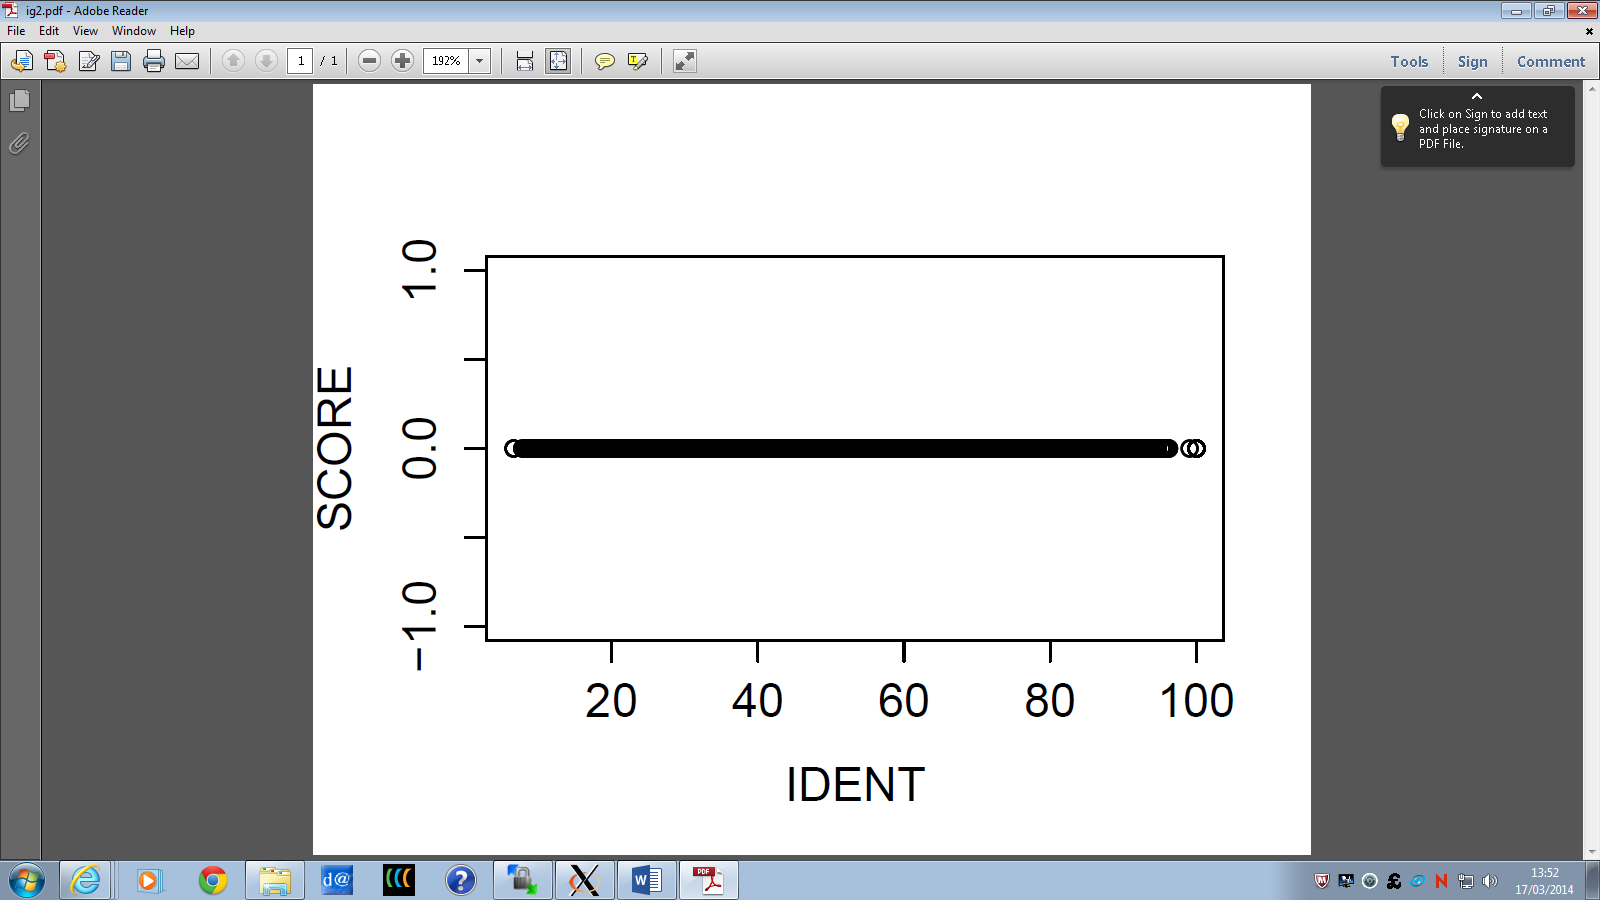 ig2.pdf - Adobe Reader
File Edit View Window Help
1 / 1 192% Tools Sign Comment
Click on Sign to add text
and place signature on a
PDF File.
SCORE
1.0
0.0
−1.0
20 40 60 80 100
IDENT
d@
PDF
13:52
17/03/2014